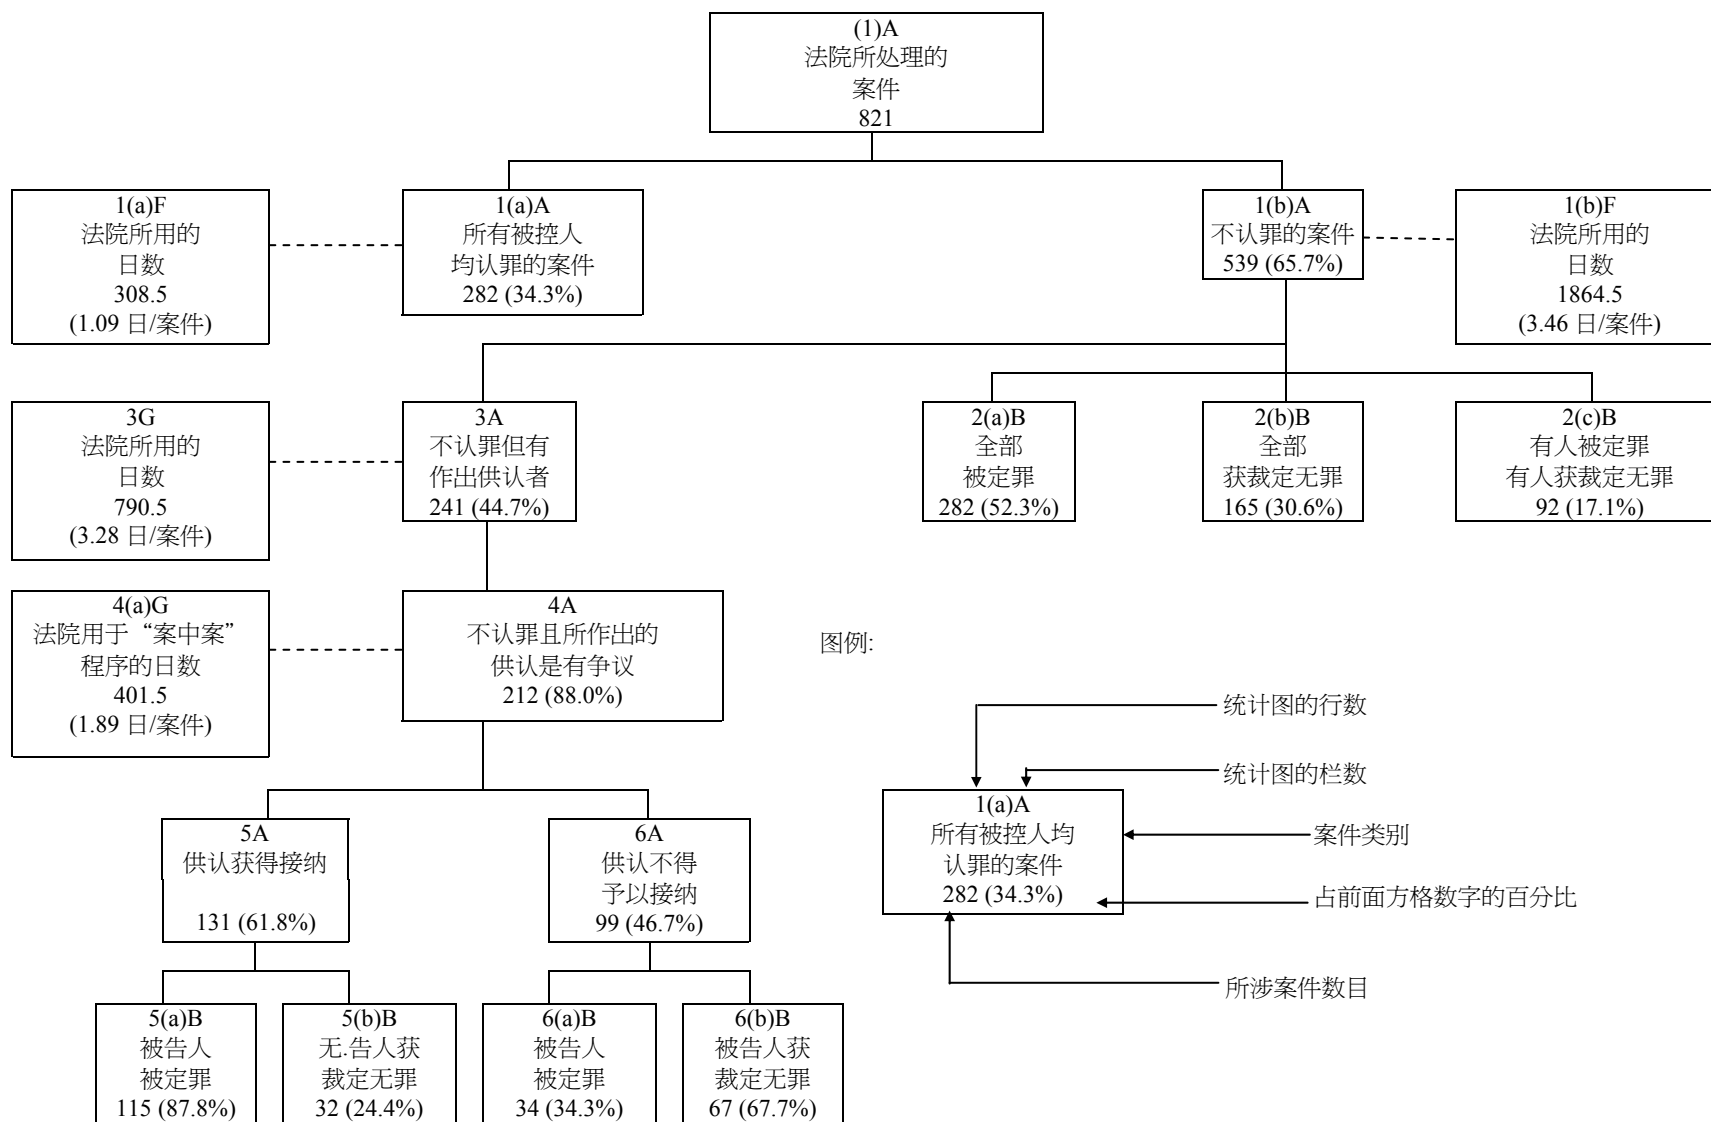 (1)A
法院所处理的
案件
821
1(a)F
法院所用的
日数
308.5
(1.09 日/案件)
1(a)A
所有被控人
均认罪的案件
282 (34.3%)
1(b)A
不认罪的案件
539 (65.7%)
1(b)F
法院所用的
日数
1864.5
(3.46 日/案件)
3G
法院所用的
日数
790.5
(3.28 日/案件)
3A
不认罪但有
作出供认者
241 (44.7%)
2(a)B
全部
被定罪
282 (52.3%)
2(b)B
全部
获裁定无罪
165 (30.6%)
2(c)B
有人被定罪
有人获裁定无罪
92 (17.1%)
4(a)G
法院用于“案中案”
程序的日数
401.5
(1.89 日/案件)
4A
不认罪且所作出的
供认是有争议
212 (88.0%)
图例:
统计图的行数
统计图的栏数
1(a)A
所有被控人均
认罪的案件
282 (34.3%)
案件类别
占前面方格数字的百分比
所涉案件数目
5A
供认获得接纳
131 (61.8%)
6A
供认不得
予以接纳
99 (46.7%)
5(a)B
被告人
被定罪
115 (87.8%)
5(b)B
无.告人获
裁定无罪
32 (24.4%)
6(a)B
被告人
被定罪
34 (34.3%)
6(b)B
被告人获
裁定无罪
67 (67.7%)